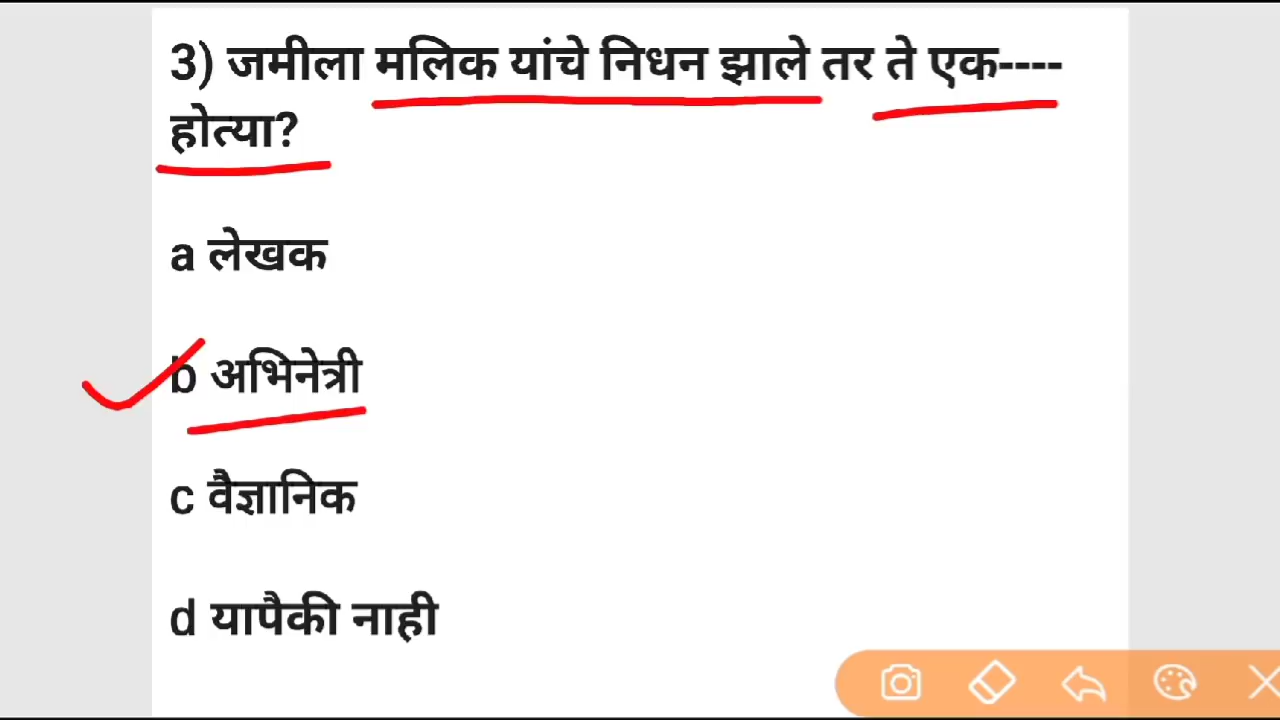 3) जमीला मलिक यांचे निधन झाले तर ते एक----
होत्या?
a लेखक
b अभिनेत्री
c वैज्ञानिक
d यापैकी नाही